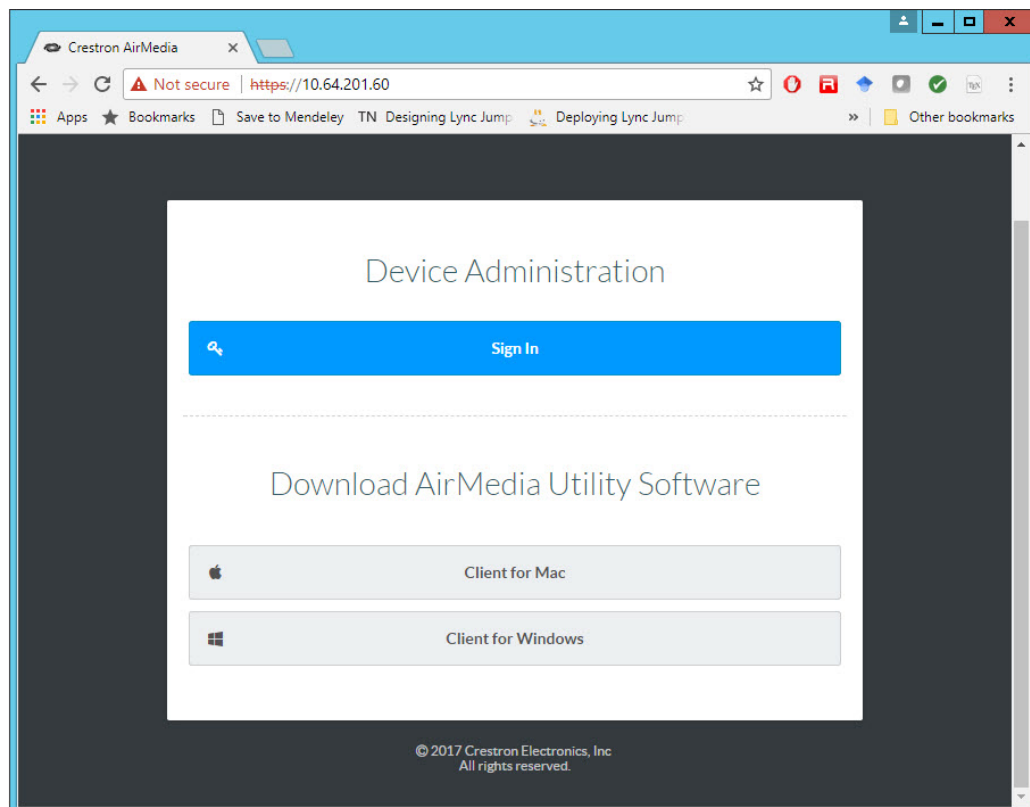 Crestron AirMedia
Not secure | https://10.64.201.60
Apps Bookmarks Save to Mendeley TN Designing Lync Jump Deploying Lync Jump » Other bookmarks
Device Administration
Sign In
Download AirMedia Utility Software
Client for Mac
Client for Windows
© 2017 Crestron Electronics, Inc
All rights reserved.